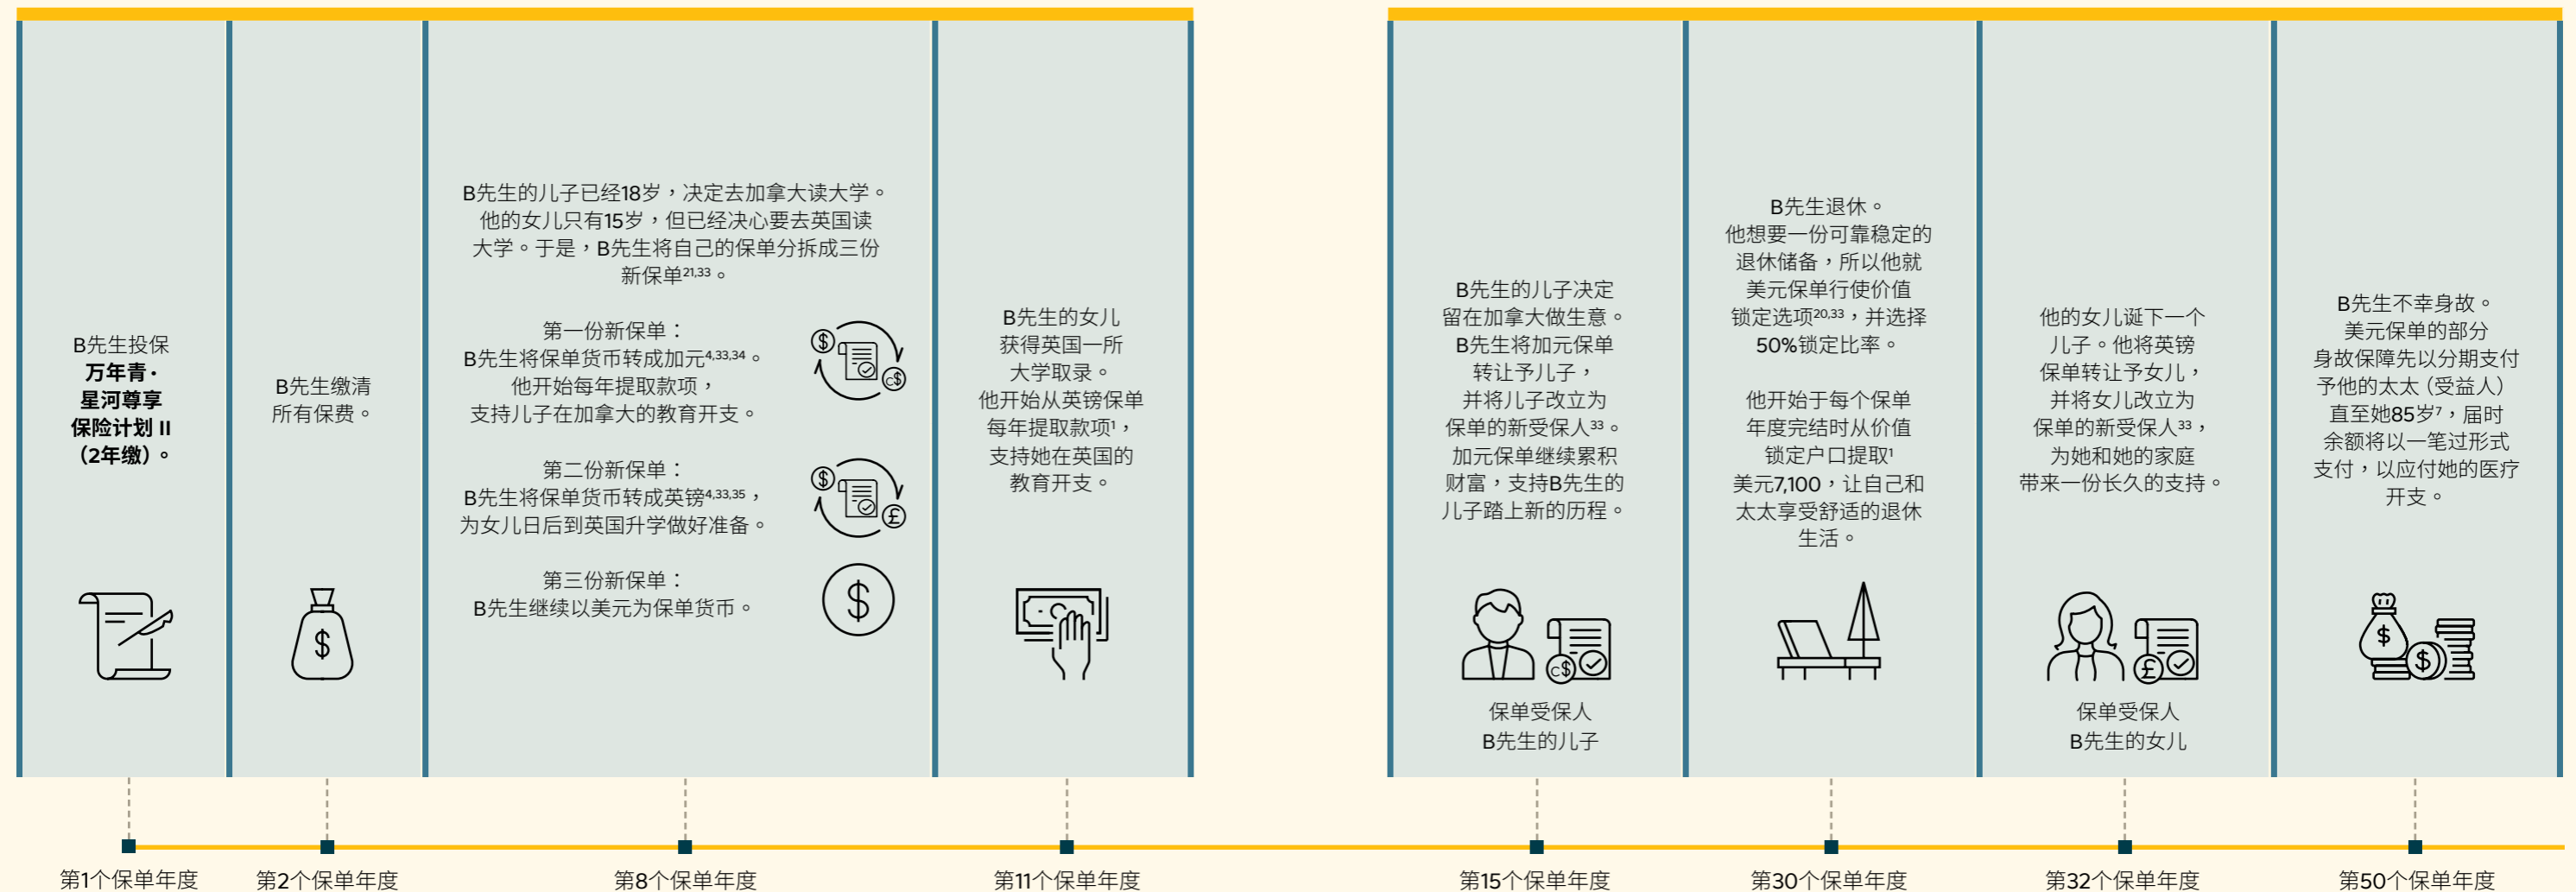 B先生投保
万年青·
星河尊享
保险计划 II
（2年缴）。
第1个保单年度
B先生缴清
所有保费。
$
第2个保单年度
B先生的儿子已经18岁，决定去加拿大读大学。
他的女儿只有15岁，但已经决心要去英国读
大学。于是，B先生将自己的保单分拆成三份
新保单21,33。
第一份新保单：
B先生将保单货币转成加元4,33,34。
他开始每年提取款项，
支持儿子在加拿大的教育开支。
$
C$
第二份新保单：
B先生将保单货币转成英镑4,33,35，
为女儿日后到英国升学做好准备。
$
£
第三份新保单：
B先生继续以美元为保单货币。
$
第8个保单年度
B先生的女儿
获得英国一所
大学取录。
他开始从英镑保单
每年提取款项1，
支持她在英国的
教育开支。
第11个保单年度
B先生的儿子决定
留在加拿大做生意。
B先生将加元保单
转让予儿子，
并将儿子改立为
保单的新受保人33。
加元保单继续累积
财富，支持B先生的
儿子踏上新的历程。
C$
保单受保人
B先生的儿子
第15个保单年度
B先生退休。
他想要一份可靠稳定的
退休储备，所以他就
美元保单行使价值
锁定选项20,33，并选择
50%锁定比率。
他开始于每个保单
年度完结时从价值
锁定户口提取1
美元7,100，让自己和
太太享受舒适的退休
生活。
第30个保单年度
他的女儿诞下一个
儿子。他将英镑
保单转让予女儿，
并将女儿改立为
保单的新受保人33，
为她和她的家庭
带来一份长久的支持。
£
保单受保人
B先生的女儿
第32个保单年度
B先生不幸身故。
美元保单的部分
身故保障先以分期支付
予他的太太（受益人）
直至她85岁7，届时
余额将以一笔过形式
支付，以应付她的医疗
开支。
$
$
第50个保单年度